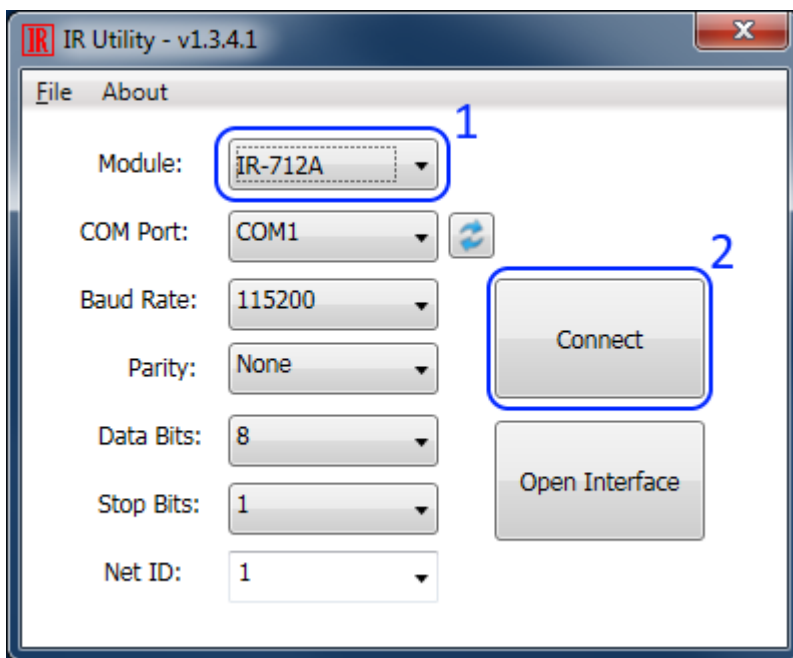 IR IR Utility - v1.3.4.1
File About
1
Module: IR-712A
COM Port: COM1
2
Baud Rate: 115200
Connect
Parity: None
Data Bits: 8
Open Interface
Stop Bits: 1
Net ID: 1